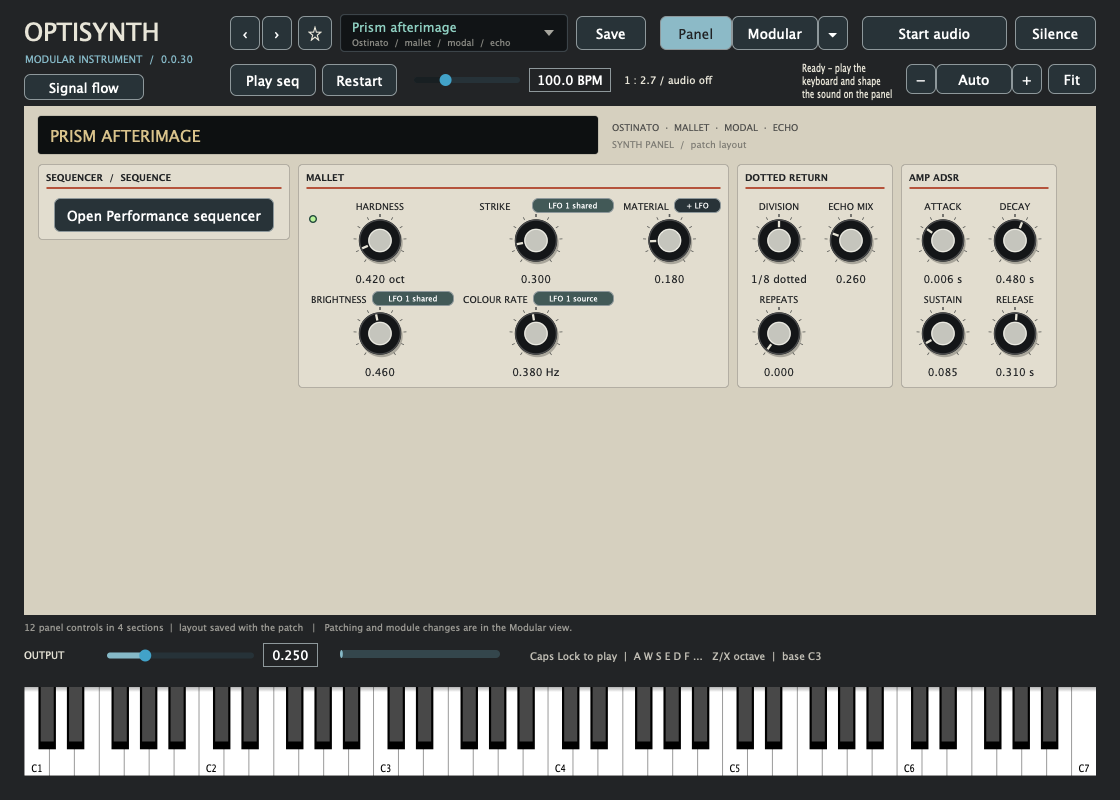 OPTISYNTH
MODULAR INSTRUMENT / 0.0.30
Signal flow
‹ › ☆
Prism afterimage
Ostinato / mallet / modal / echo
Save
Panel Modular
Start audio Silence
Play seq Restart
100.0 BPM
1 : 2.7 / audio off
Ready – play the
keyboard and shape
the sound on the panel
− Auto + Fit
PRISM AFTERIMAGE
OSTINATO · MALLET · MODAL · ECHO
SYNTH PANEL / patch layout
SEQUENCER / SEQUENCE
Open Performance sequencer
MALLET
HARDNESS STRIKE LFO 1 shared MATERIAL + LFO
0.420 oct 0.300 0.180
BRIGHTNESS LFO 1 shared COLOUR RATE LFO 1 source
0.460 0.380 Hz
DOTTED RETURN
DIVISION ECHO MIX
1/8 dotted 0.260
REPEATS
0.000
AMP ADSR
ATTACK DECAY
0.006 s 0.480 s
SUSTAIN RELEASE
0.085 0.310 s
12 panel controls in 4 sections | layout saved with the patch | Patching and module changes are in the Modular view.
OUTPUT 0.250 Caps Lock to play | A W S E D F ... Z/X octave | base C3
C1 C2 C3 C4 C5 C6 C7